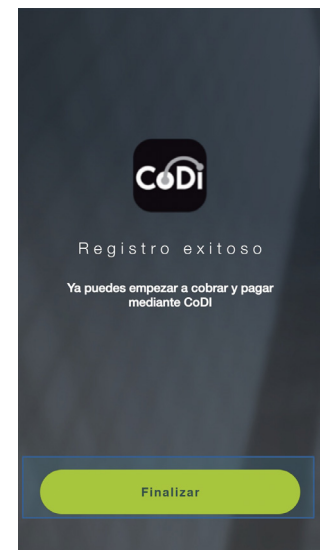 CoDi
Registro exitoso
Ya puedes empezar a cobrar y pagar
mediante CoDI
Finalizar